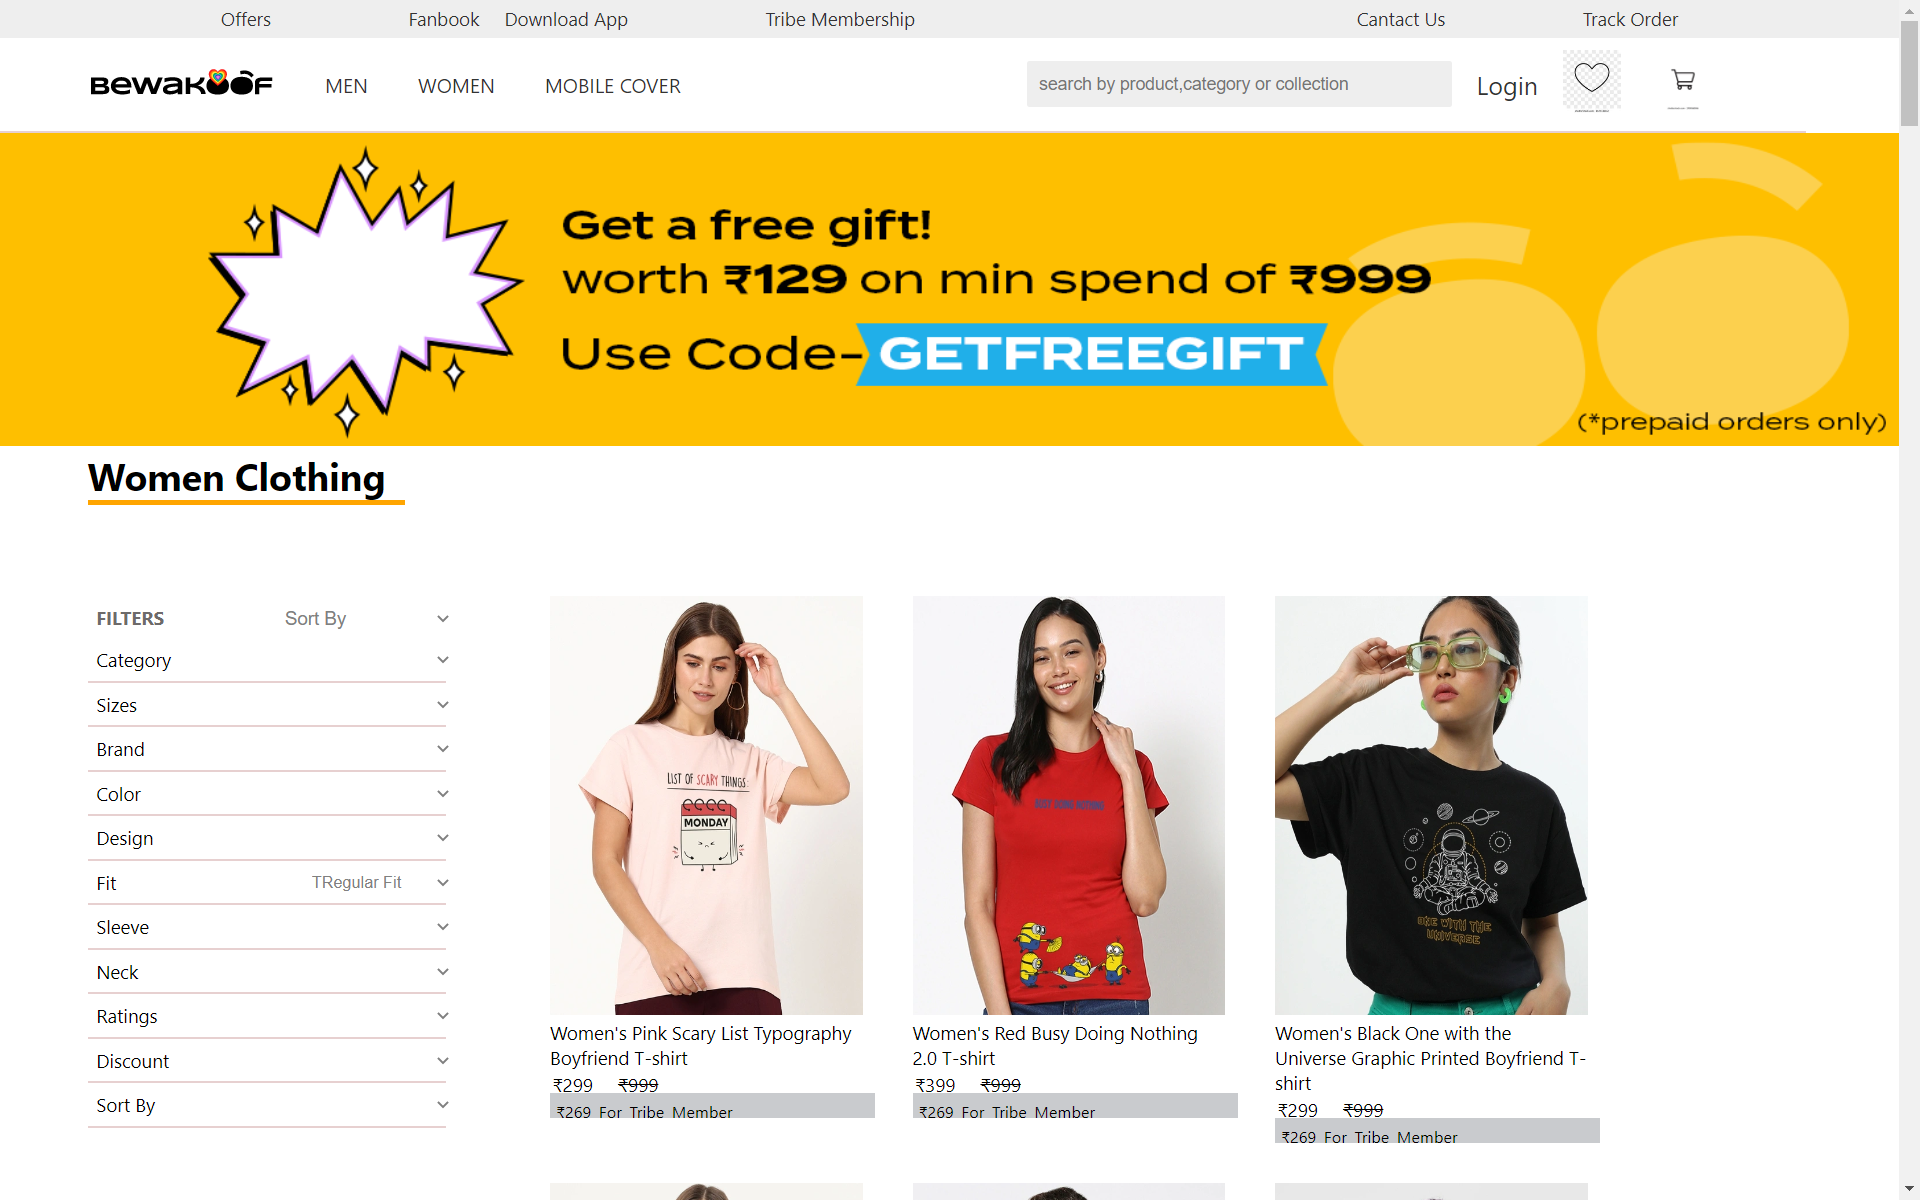 Offers Fanbook Download App Tribe Membership Cantact Us Track Order
BEWAKOOF MEN WOMEN MOBILE COVER search by product,category or collection Login
Get a free gift!
worth ₹129 on min spend of ₹999
Use Code- GETFREEGIFT
(*prepaid orders only)
Women Clothing
FILTERS Sort By
Category
Sizes
Brand
Color
Design
Fit TRegular Fit
Sleeve
Neck
Ratings
Discount
Sort By
LIST OF SCARY THINGS:
MONDAY
Women's Pink Scary List Typography
Boyfriend T-shirt
₹299 ₹999
₹269 For Tribe Member
BUSY DOING NOTHING
Women's Red Busy Doing Nothing
2.0 T-shirt
₹399 ₹999
₹269 For Tribe Member
ONE WITH THE
UNIVERSE
Women's Black One with the
Universe Graphic Printed Boyfriend T-
shirt
₹299 ₹999
₹269 For Tribe Member